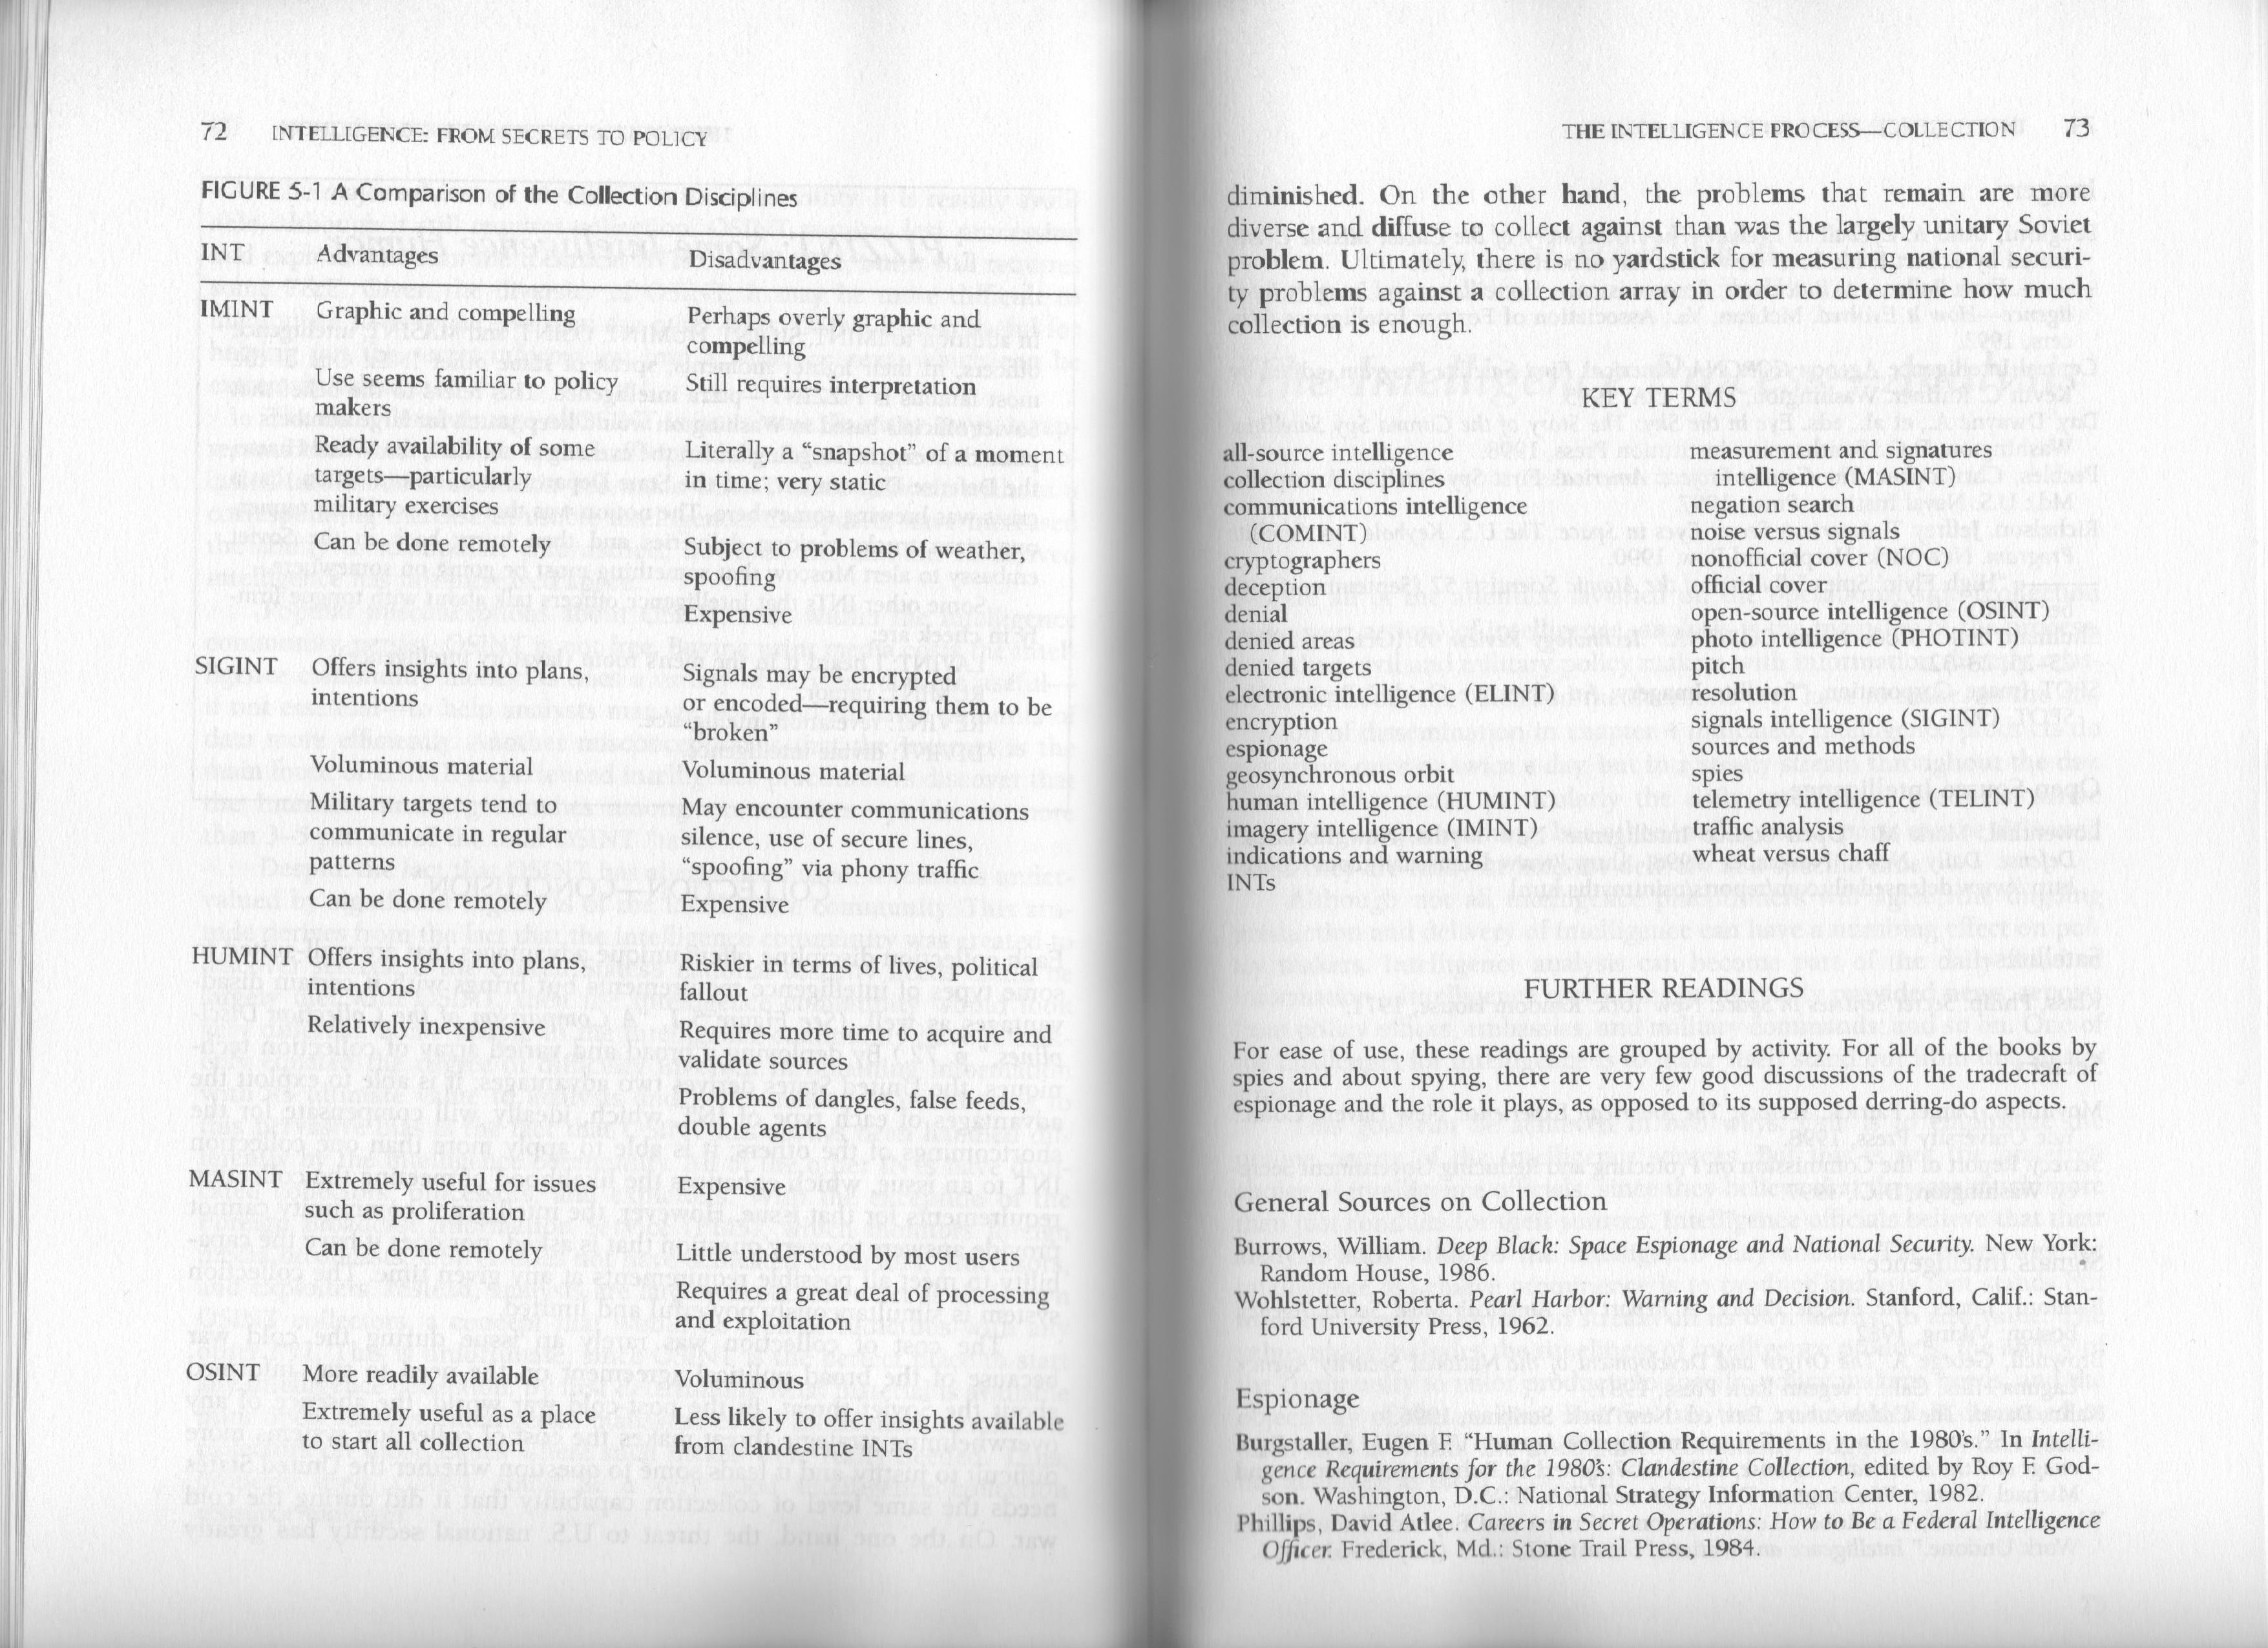 72 INTELLIGENCE: FROM SECRETS TO POLICY
FIGURE 5-1 A Comparison of the Collection Disciplines
INT Advantages Disadvantages
IMINT Graphic and compelling Perhaps overly graphic and
compelling
Use seems familiar to policy Still requires interpretation
makers
Ready availability of some Literally a “snapshot” of a moment
targets—particularly in time; very static
military exercises
Can be done remotely Subject to problems of weather,
spoofing
Expensive
SIGINT Offers insights into plans, Signals may be encrypted
intentions or encoded—requiring them to be
“broken”
Voluminous material Voluminous material
Military targets tend to May encounter communications
communicate in regular silence, use of secure lines,
patterns “spoofing” via phony traffic
Can be done remotely Expensive
HUMINT Offers insights into plans, Riskier in terms of lives, political
intentions fallout
Relatively inexpensive Requires more time to acquire and
validate sources
Problems of dangles, false feeds,
double agents
MASINT Extremely useful for issues Expensive
such as proliferation
Can be done remotely Little understood by most users
Requires a great deal of processing
and exploitation
OSINT More readily available Voluminous
Extremely useful as a place Less likely to offer insights available
to start all collection from clandestine INTs
THE INTELLIGENCE PROCESS—COLLECTION 73
diminished. On the other hand, the problems that remain are more
diverse and diffuse to collect against than was the largely unitary Soviet
problem. Ultimately, there is no yardstick for measuring national securi-
ty problems against a collection array in order to determine how much
collection is enough.
KEY TERMS
all-source intelligence
collection disciplines
communications intelligence
(COMINT)
cryptographers
deception
denial
denied areas
denied targets
electronic intelligence (ELINT)
encryption
espionage
geosynchronous orbit
human intelligence (HUMINT)
imagery intelligence (IMINT)
indications and warning
INTs
measurement and signatures
intelligence (MASINT)
negation search
noise versus signals
nonofficial cover (NOC)
official cover
open-source intelligence (OSINT)
photo intelligence (PHOTINT)
pitch
resolution
signals intelligence (SIGINT)
sources and methods
spies
telemetry intelligence (TELINT)
traffic analysis
wheat versus chaff
FURTHER READINGS
For ease of use, these readings are grouped by activity. For all of the books by
spies and about spying, there are very few good discussions of the tradecraft of
espionage and the role it plays, as opposed to its supposed derring-do aspects.
General Sources on Collection
Burrows, William. Deep Black: Space Espionage and National Security. New York:
Random House, 1986.
Wohlstetter, Roberta. Pearl Harbor: Warning and Decision. Stanford, Calif.: Stan-
ford University Press, 1962.
Espionage
Burgstaller, Eugen F. “Human Collection Requirements in the 1980’s.” In Intelli-
gence Requirements for the 1980’s: Clandestine Collection, edited by Roy F. God-
son. Washington, D.C.: National Strategy Information Center, 1982.
Phillips, David Atlee. Careers in Secret Operations: How to Be a Federal Intelligence
Officer. Frederick, Md.: Stone Trail Press, 1984.